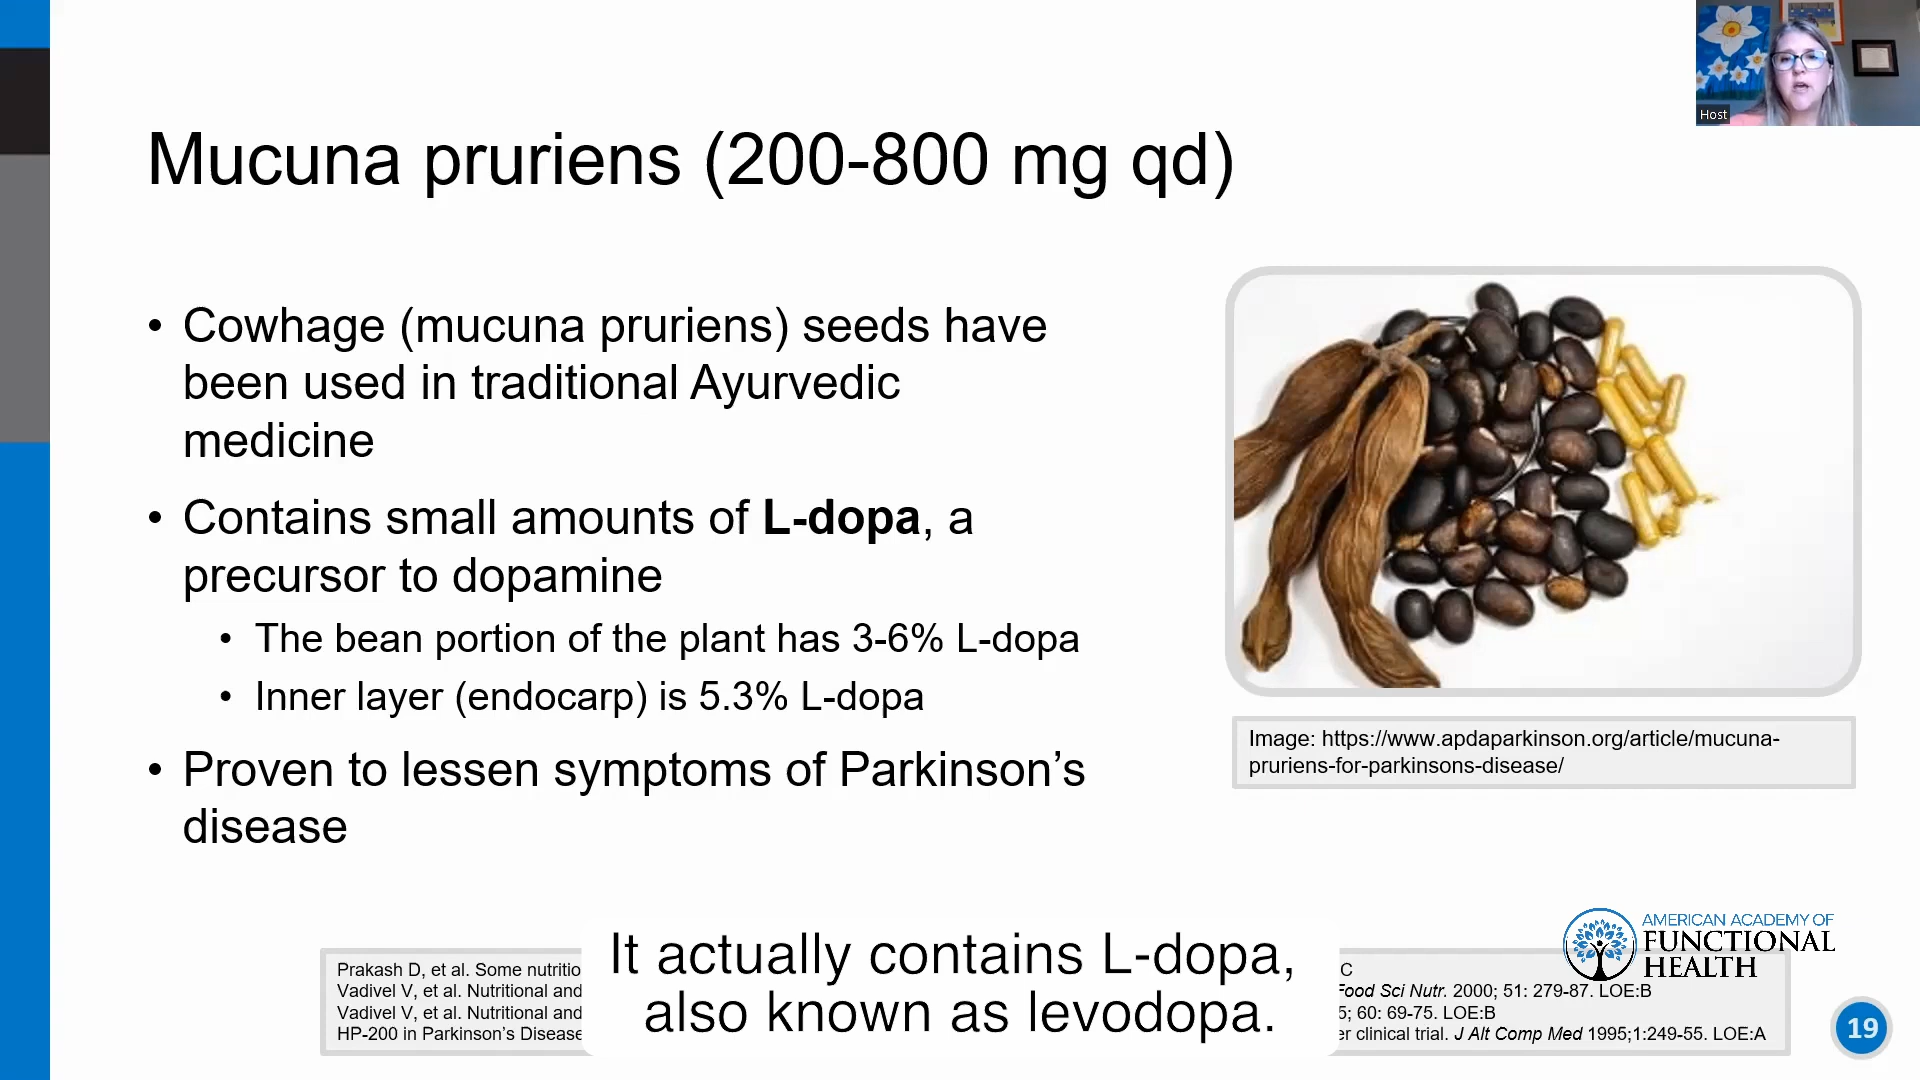 Host
Mucuna pruriens (200-800 mg qd)
• Cowhage (mucuna pruriens) seeds have
been used in traditional Ayurvedic
medicine
• Contains small amounts of L-dopa, a
precursor to dopamine
• The bean portion of the plant has 3-6% L-dopa
• Inner layer (endocarp) is 5.3% L-dopa
• Proven to lessen symptoms of Parkinson’s
disease
Image: https://www.apdaparkinson.org/article/mucuna-
pruriens-for-parkinsons-disease/
AMERICAN ACADEMY OF
FUNCTIONAL
HEALTH
Prakash D, et al. Some nutritio C
Vadivel V, et al. Nutritional and Food Sci Nutr. 2000; 51: 279-87. LOE:B
Vadivel V, et al. Nutritional and 5; 60: 69-75. LOE:B
HP-200 in Parkinson’s Disease er clinical trial. J Alt Comp Med 1995;1:249-55. LOE:A
It actually contains L-dopa,
also known as levodopa.
19